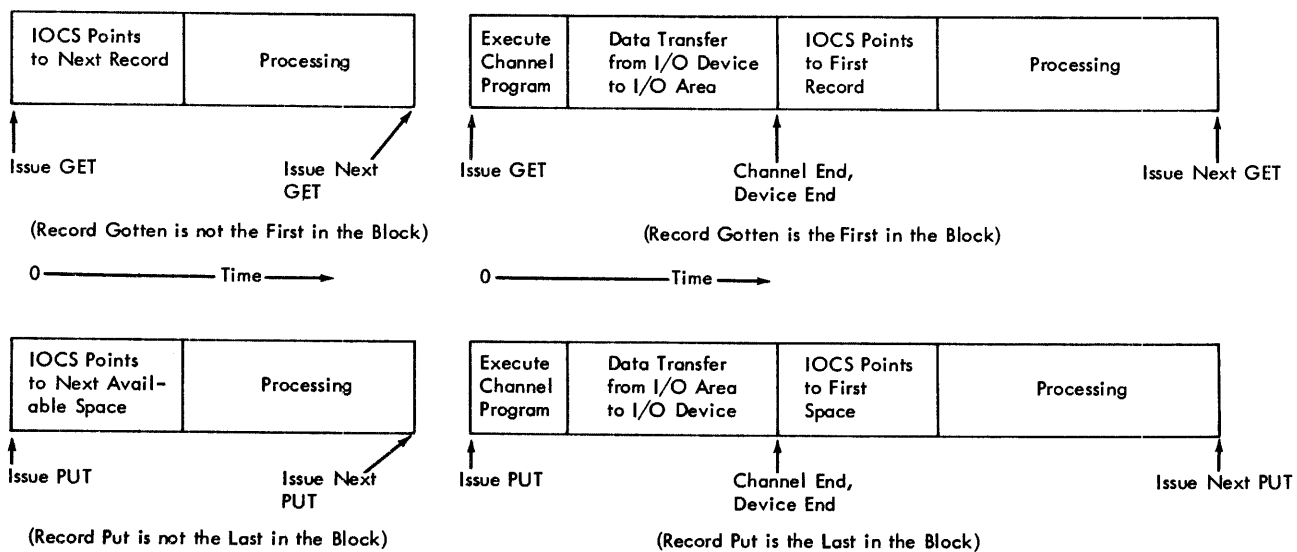 IOCS Points
to Next Record
Processing
Issue GET
Issue Next
GET
(Record Gotten is not the First in the Block)
0
Time
Execute
Channel
Program
Data Transfer
from I/O Device
to I/O Area
IOCS Points
to First
Record
Processing
Issue GET
Channel End,
Device End
Issue Next GET
(Record Gotten is the First in the Block)
0
Time
IOCS Points
to Next Avail-
able Space
Processing
Issue PUT
Issue Next
PUT
(Record Put is not the Last in the Block)
Execute
Channel
Program
Data Transfer
from I/O Area
to I/O Device
IOCS Points
to First
Space
Processing
Issue PUT
Channel End,
Device End
Issue Next PUT
(Record Put is the Last in the Block)